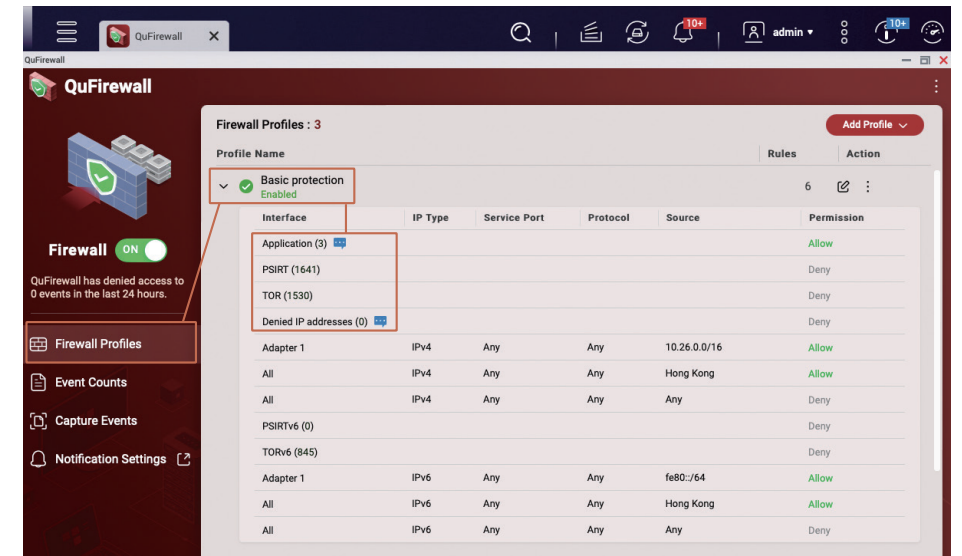 QuFirewall
10+
admin
10+
QuFirewall
QuFirewall
Firewall ON
QuFirewall has denied access to
0 events in the last 24 hours.
Firewall Profiles
Event Counts
Capture Events
Notification Settings
Firewall Profiles : 3
Add Profile
Profile Name Rules Action
Basic protection 6
Enabled
Interface IP Type Service Port Protocol Source Permission
Application (3) Allow
PSIRT (1641) Deny
TOR (1530) Deny
Denied IP addresses (0) Deny
Adapter 1 IPv4 Any Any 10.26.0.0/16 Allow
All IPv4 Any Any Hong Kong Allow
All IPv4 Any Any Any Deny
PSIRTv6 (0) Deny
TORv6 (845) Deny
Adapter 1 IPv6 Any Any fe80::/64 Allow
All IPv6 Any Any Hong Kong Allow
All IPv6 Any Any Any Deny